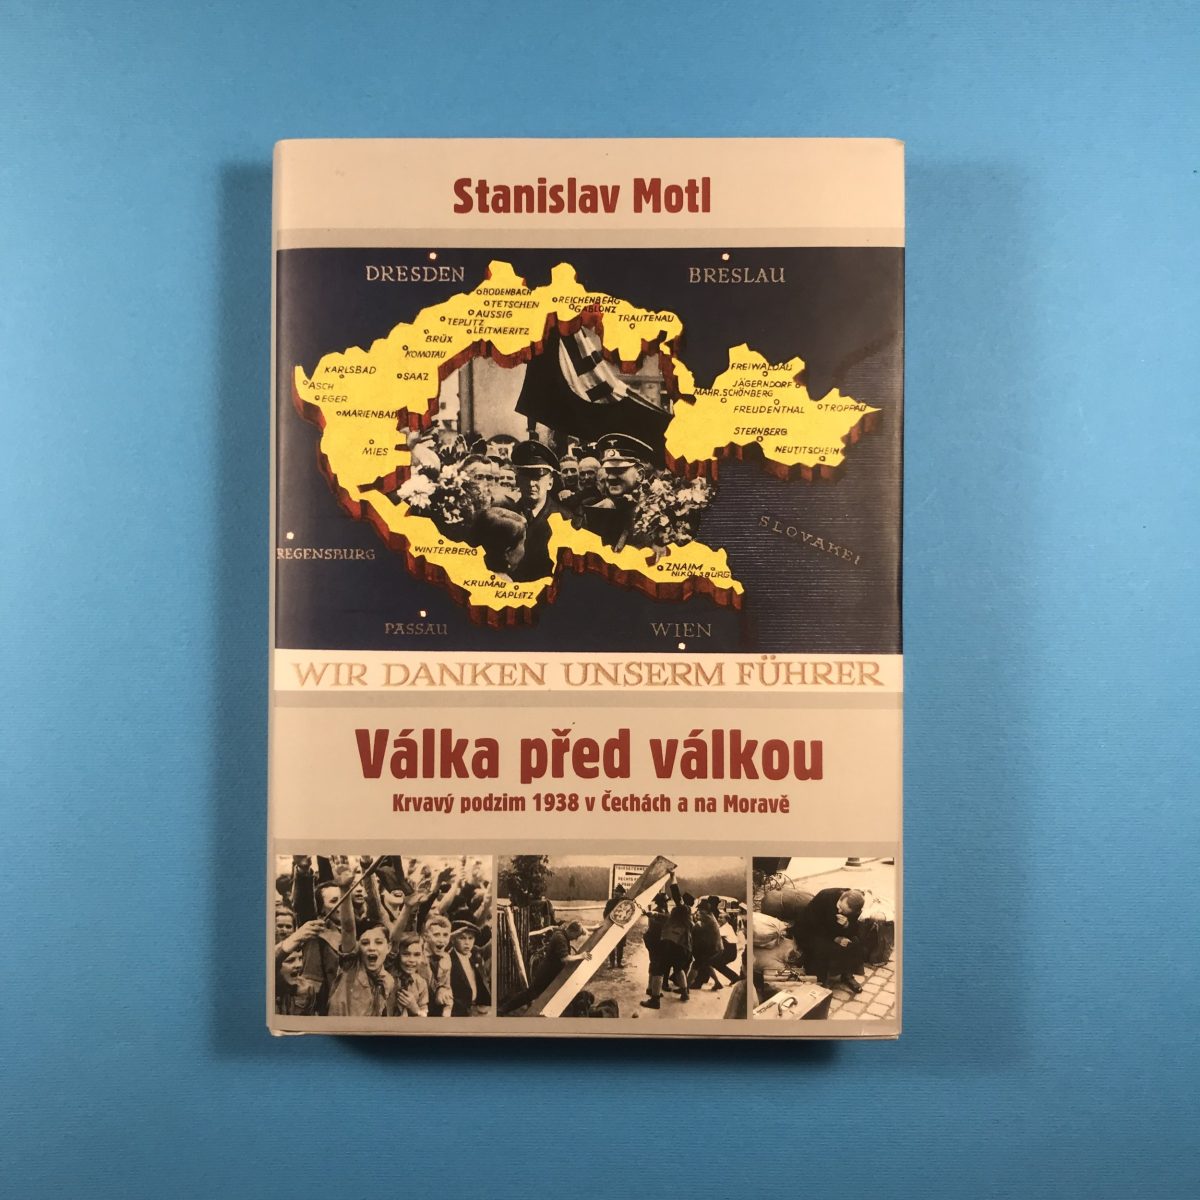 Stanislav Motl
DRESDEN
BRESLAU
BODENBACH
TETSCHEN
AUSSIG
TEPLITZ
LEITMERITZ
BRÜX
KOMOTAU
REICHENBERG
GABLONZ
TRAUTENAU
KARLSBAD
SAAZ
ASCH
EGER
MARIENBAD
MIES
FREIWALDAU
JÄGERNDORF
MÄHR. SCHÖNBERG
FREUDENTHAL
TROPPAU
STERNBERG
NEUTITSCHEIN
SLOVAKEI
REGENSBURG
WINTERBERG
KRUMAU
KAPLITZ
ZNAIM
NIKOLSBURG
PASSAU
WIEN
WIR DANKEN UNSERM FÜHRER
Válka před válkou
Krvavý podzim 1938 v Čechách a na Moravě